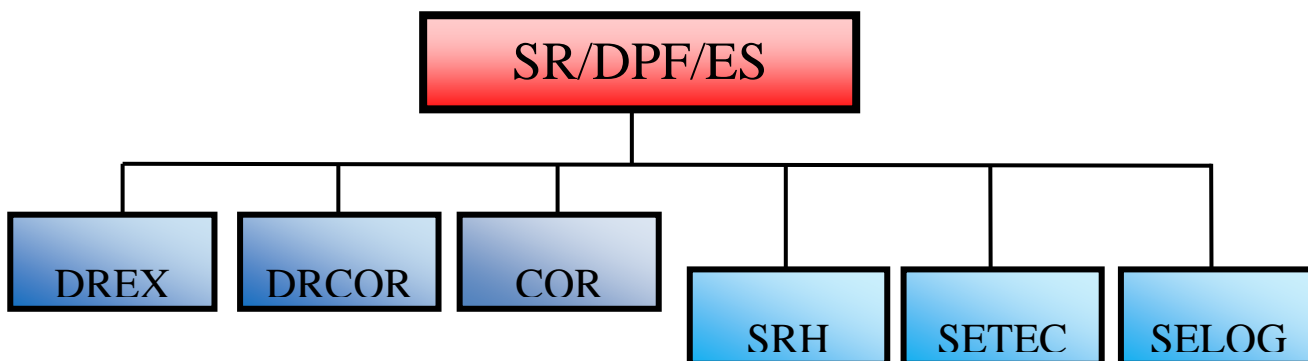 SR/DPF/ES
DREX
DRCOR
COR
SRH
SETEC
SELOG